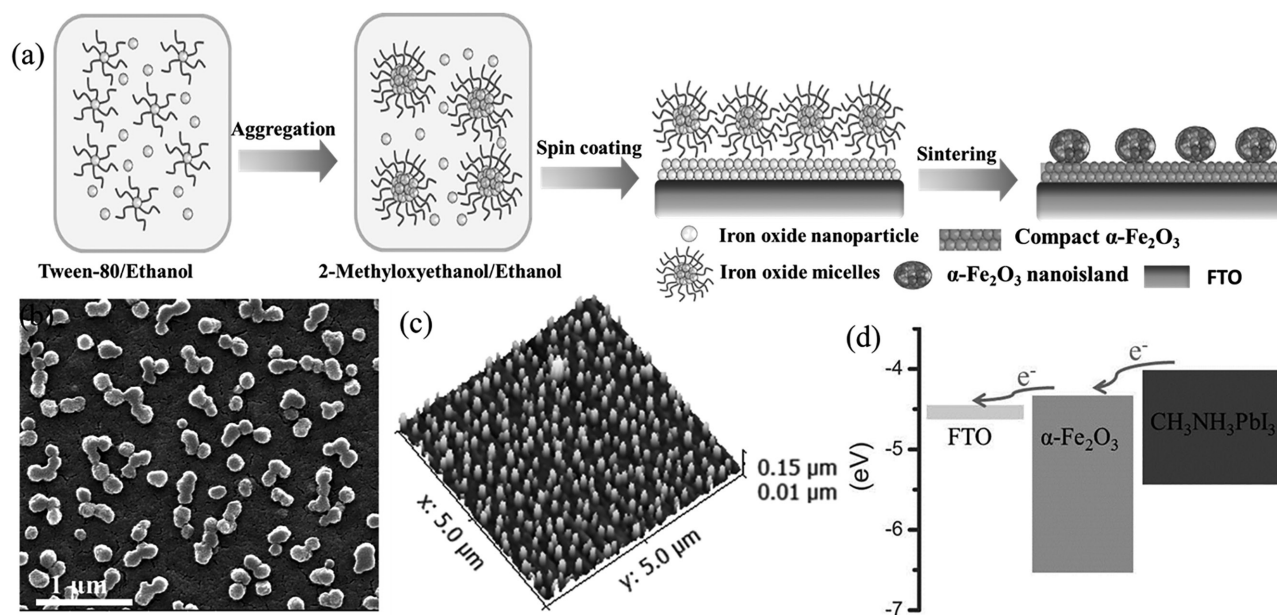 (a)
Aggregation
Spin coating
Sintering
Tween-80/Ethanol
2-Methyloxyethanol/Ethanol
Iron oxide nanoparticle
Compact α-Fe₂O₃
Iron oxide micelles
α-Fe₂O₃ nanoisland
FTO
(b)
1 μm
(c)
x: 5.0 μm
y: 5.0 μm
0.15 μm
0.01 μm
(d)
(eV)
-4
-5
-6
-7
e⁻
e⁻
FTO
α-Fe₂O₃
CH₃NH₃PbI₃